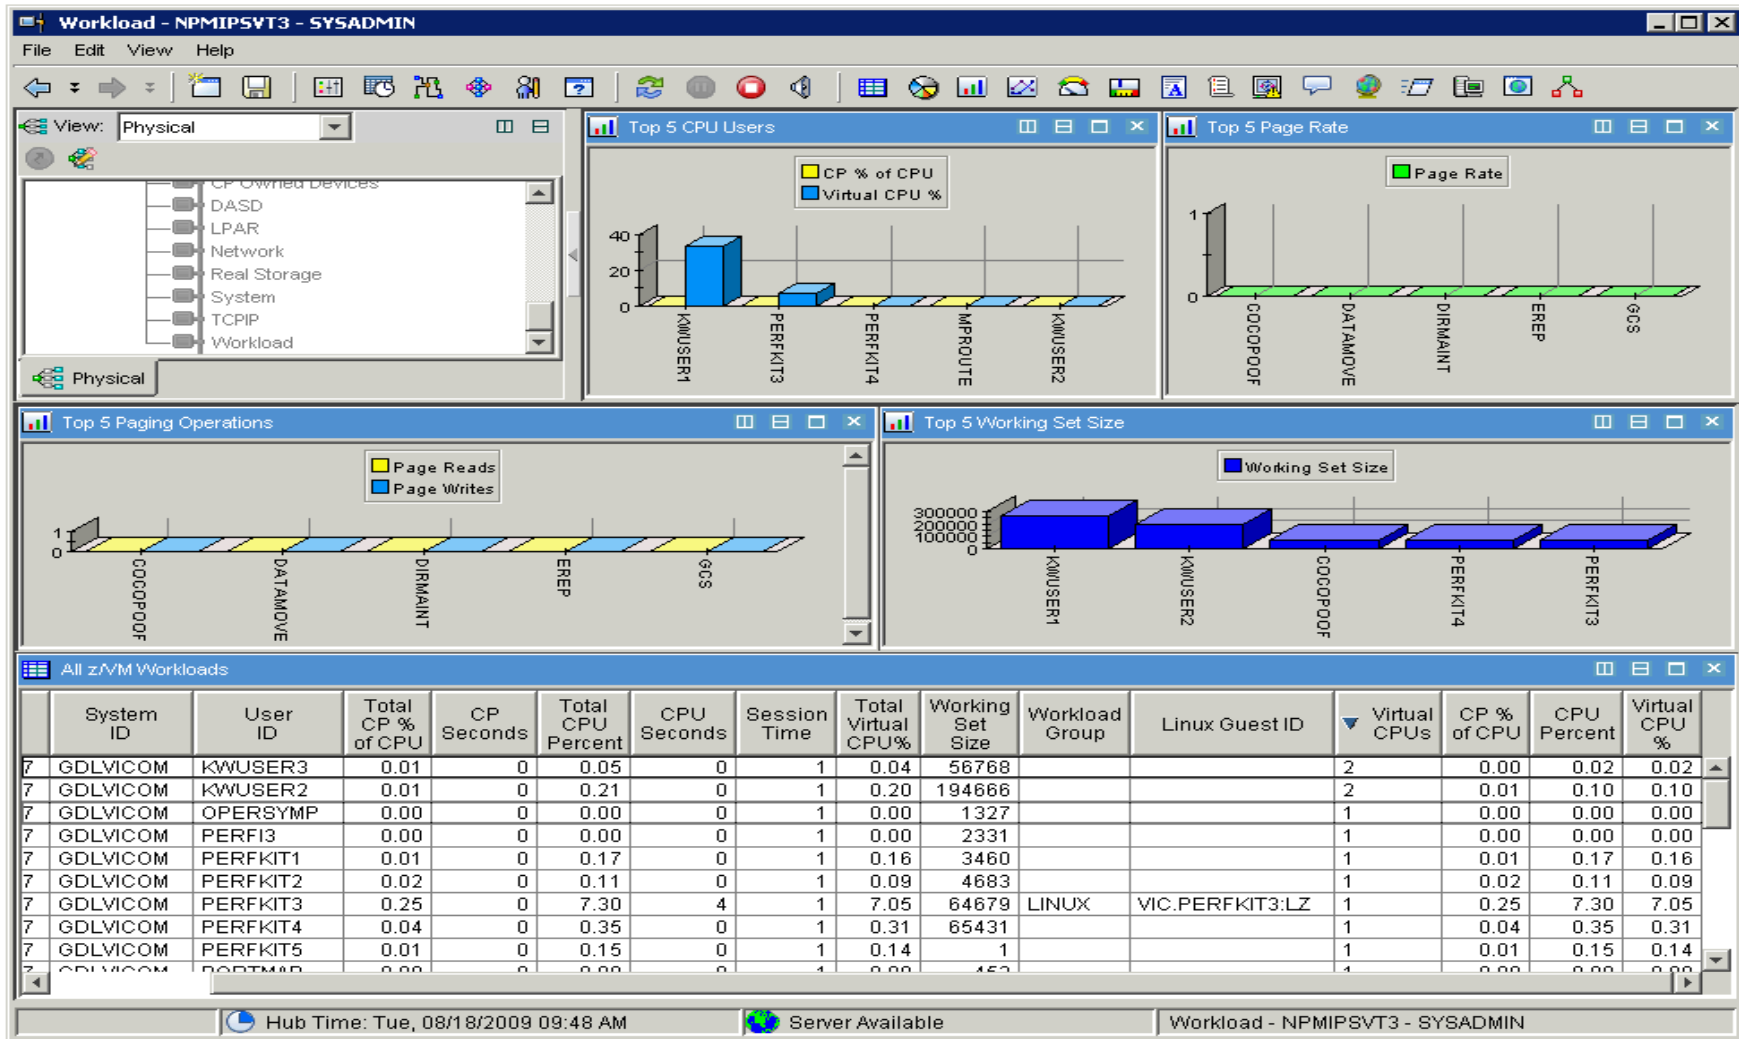 Workload - NPMIPSVT3 - SYSADMIN
File Edit View Help
View: Physical
CP Owned Devices
DASD
LPAR
Network
Real Storage
System
TCPIP
Workload
Physical
Top 5 CPU Users
CP % of CPU
Virtual CPU %
40
20
0
KWUSER1
PERFKIT3
PERFKIT4
MPROUTE
KWUSER2
Top 5 Page Rate
Page Rate
1
0
COCOPOOF
DATAMOVE
DIRMAINT
EREP
GCS
Top 5 Paging Operations
Page Reads
Page Writes
1
0
COCOPOOF
DATAMOVE
DIRMAINT
EREP
GCS
Top 5 Working Set Size
Working Set Size
300000
200000
100000
0
KWUSER1
KWUSER2
COCOPOOF
PERFKIT4
PERFKIT3
All z/VM Workloads
System ID User ID Total CP % of CPU CP Seconds Total CPU Percent CPU Seconds Session Time Total Virtual CPU% Working Set Size Workload Group Linux Guest ID Virtual CPUs CP % of CPU CPU Percent Virtual CPU %
7 GDLVICOM KWUSER3 0.01 0 0.05 0 1 0.04 56768 2 0.00 0.02 0.02
7 GDLVICOM KWUSER2 0.01 0 0.21 0 1 0.20 194666 2 0.01 0.10 0.10
7 GDLVICOM OPERSYMP 0.00 0 0.00 0 1 0.00 1327 1 0.00 0.00 0.00
7 GDLVICOM PERFI3 0.00 0 0.00 0 1 0.00 2331 1 0.00 0.00 0.00
7 GDLVICOM PERFKIT1 0.01 0 0.17 0 1 0.16 3460 1 0.01 0.17 0.16
7 GDLVICOM PERFKIT2 0.02 0 0.11 0 1 0.09 4683 1 0.02 0.11 0.09
7 GDLVICOM PERFKIT3 0.25 0 7.30 4 1 7.05 64679 LINUX VIC.PERFKIT3:LZ 1 0.25 7.30 7.05
7 GDLVICOM PERFKIT4 0.04 0 0.35 0 1 0.31 65431 1 0.04 0.35 0.31
7 GDLVICOM PERFKIT5 0.01 0 0.15 0 1 0.14 1 1 0.01 0.15 0.14
Hub Time: Tue, 08/18/2009 09:48 AM
Server Available
Workload - NPMIPSVT3 - SYSADMIN